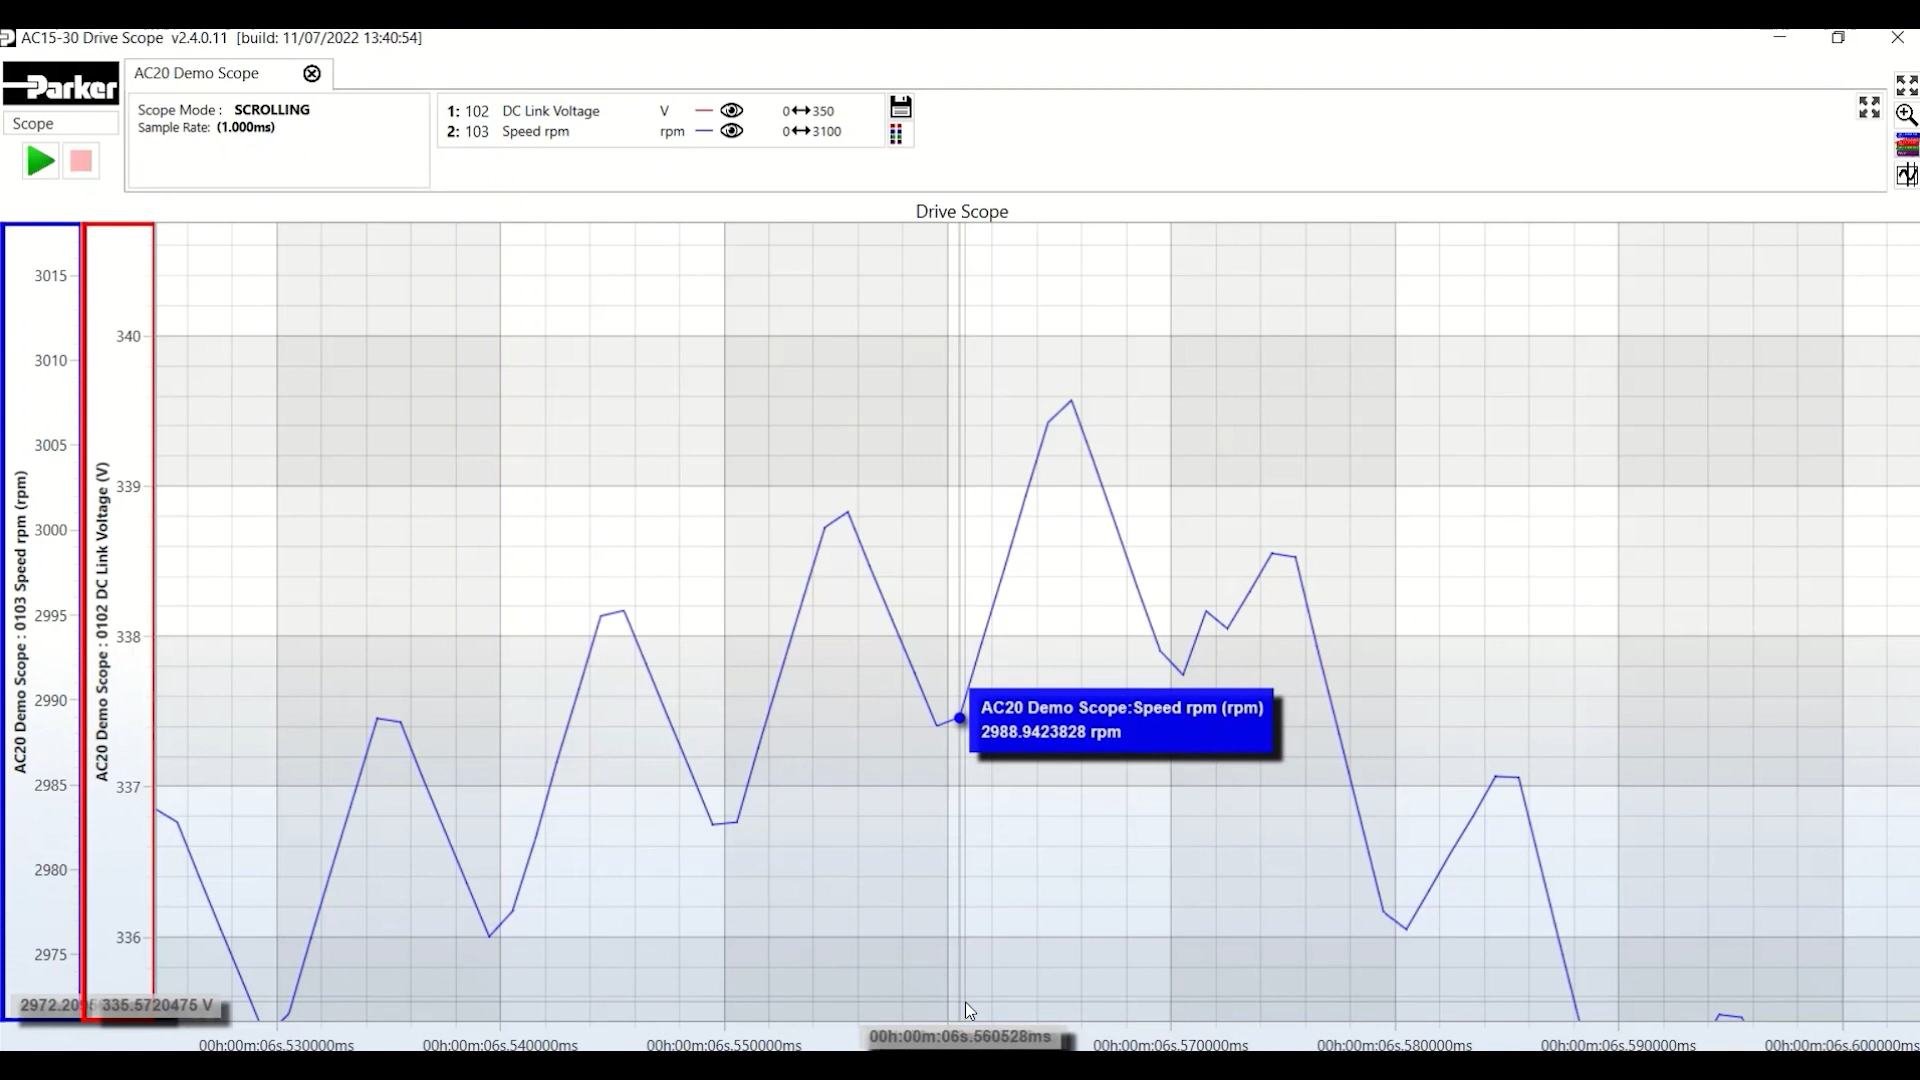 AC15-30 Drive Scope v2.4.0.11 [build: 11/07/2022 13:40:54]
Parker
Scope
AC20 Demo Scope
Scope Mode : SCROLLING
Sample Rate: (1.000ms)
1: 102 DC Link Voltage V 0↔350
2: 103 Speed rpm rpm 0↔3100
Drive Scope
AC20 Demo Scope : 0103 Speed rpm (rpm)
3015
3010
3005
3000
2995
2990
2985
2980
2975
AC20 Demo Scope : 0102 DC Link Voltage (V)
340
339
338
337
336
AC20 Demo Scope:Speed rpm (rpm)
2988.9423828 rpm
335.5720475 V
00h:00m:06s.530000ms
00h:00m:06s.540000ms
00h:00m:06s.550000ms
00h:00m:06s.560528ms
00h:00m:06s.570000ms
00h:00m:06s.580000ms
00h:00m:06s.590000ms
00h:00m:06s.600000ms